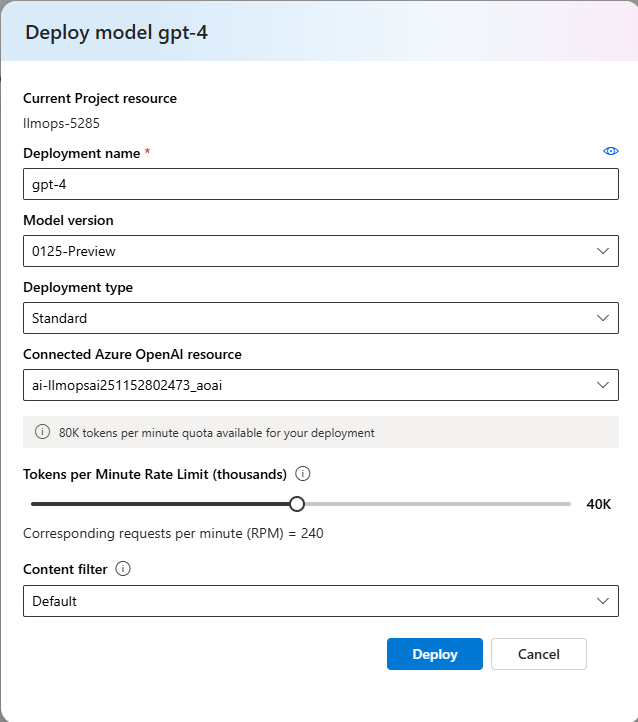 Deploy model gpt-4
Current Project resource
llmops-5285
Deployment name *
gpt-4
Model version
0125-Preview
Deployment type
Standard
Connected Azure OpenAI resource
ai-llmopsai251152802473_aoai
80K tokens per minute quota available for your deployment
Tokens per Minute Rate Limit (thousands)
40K
Corresponding requests per minute (RPM) = 240
Content filter
Default
Deploy Cancel